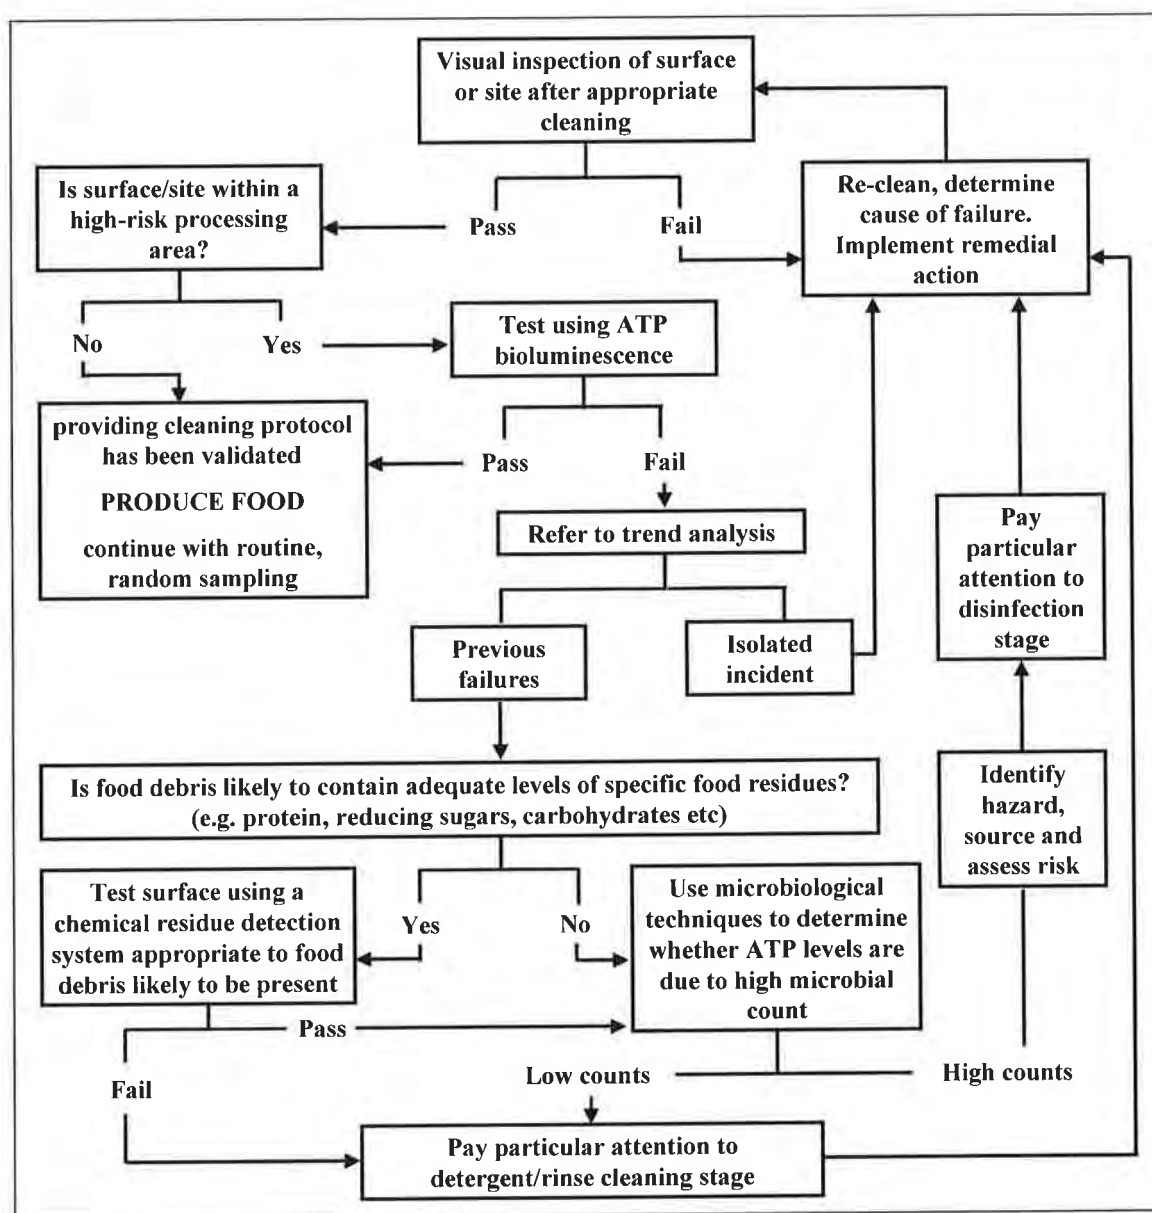 Visual inspection of surface
or site after appropriate
cleaning
Is surface/site within a
high-risk processing
area?
Pass
Fail
Re-clean, determine
cause of failure.
Implement remedial
action
No
Yes
Test using ATP
bioluminescence
providing cleaning protocol
has been validated
PRODUCE FOOD
continue with routine,
random sampling
Pass
Fail
Refer to trend analysis
Pay
particular
attention to
disinfection
stage
Previous
failures
Isolated
incident
Is food debris likely to contain adequate levels of specific food residues?
(e.g. protein, reducing sugars, carbohydrates etc)
Identify
hazard,
source and
assess risk
Test surface using a
chemical residue detection
system appropriate to food
debris likely to be present
Yes
No
Use microbiological
techniques to determine
whether ATP levels are
due to high microbial
count
Pass
Fail
Low counts
High counts
Pay particular attention to
detergent/rinse cleaning stage